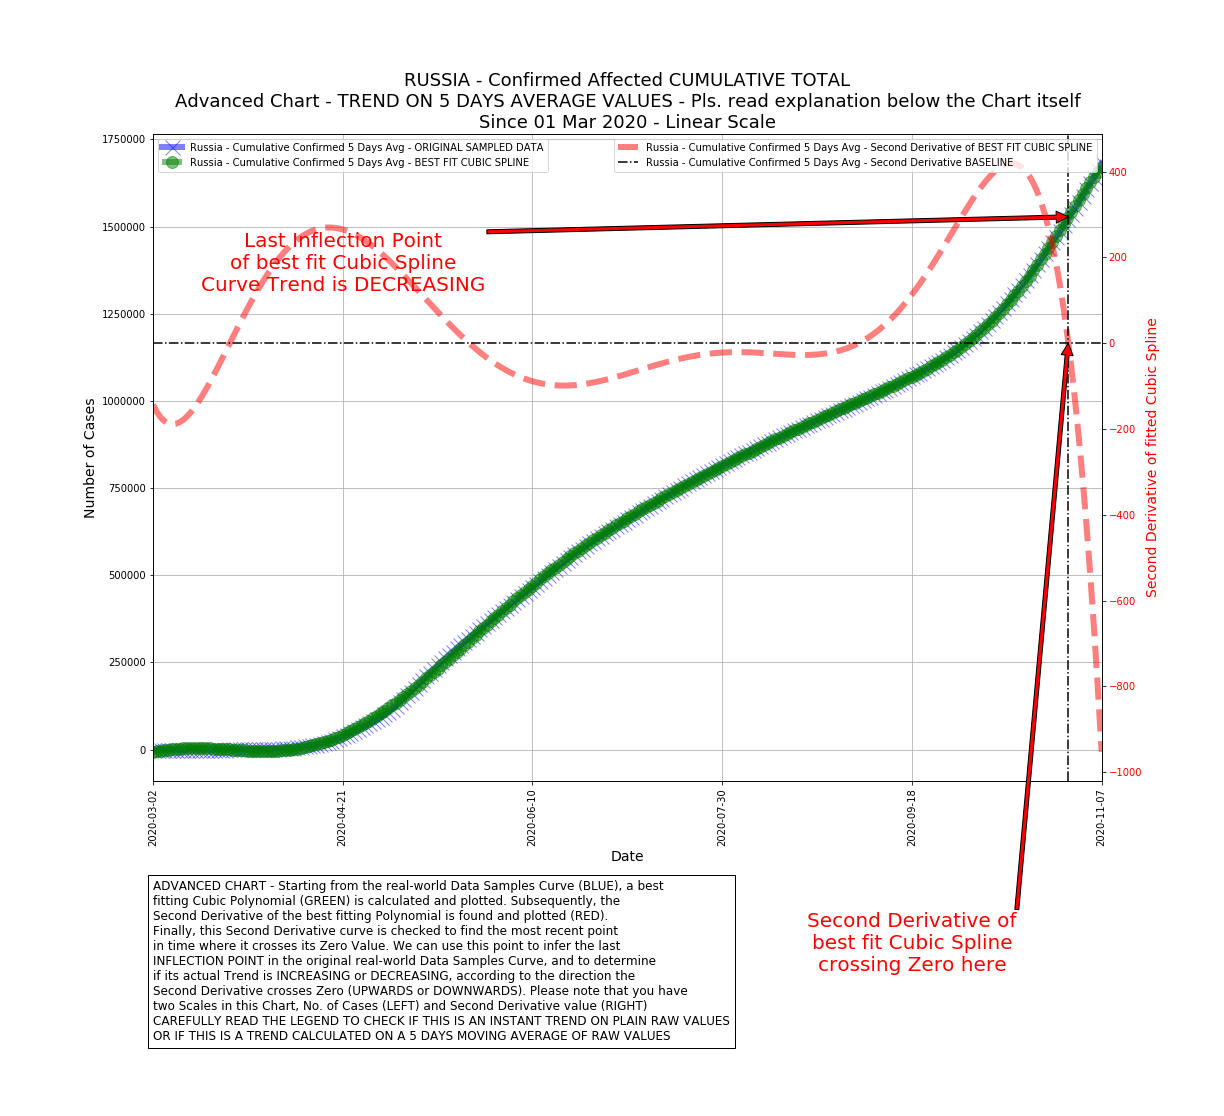 RUSSIA - Confirmed Affected CUMULATIVE TOTAL
Advanced Chart - TREND ON 5 DAYS AVERAGE VALUES - Pls. read explanation below the Chart itself
Since 01 Mar 2020 - Linear Scale
Russia - Cumulative Confirmed 5 Days Avg - ORIGINAL SAMPLED DATA
Russia - Cumulative Confirmed 5 Days Avg - BEST FIT CUBIC SPLINE
Russia - Cumulative Confirmed 5 Days Avg - Second Derivative of BEST FIT CUBIC SPLINE
Russia - Cumulative Confirmed 5 Days Avg - Second Derivative BASELINE
Last Inflection Point
of best fit Cubic Spline
Curve Trend is DECREASING
Number of Cases
1750000
1500000
1250000
1000000
750000
500000
250000
0
400
200
0
−200
−400
−600
−800
−1000
Second Derivative of fitted Cubic Spline
2020-03-02
2020-04-21
2020-06-10
2020-07-30
2020-09-18
2020-11-07
Date
Second Derivative of
best fit Cubic Spline
crossing Zero here
ADVANCED CHART - Starting from the real-world Data Samples Curve (BLUE), a best
fitting Cubic Polynomial (GREEN) is calculated and plotted. Subsequently, the
Second Derivative of the best fitting Polynomial is found and plotted (RED).
Finally, this Second Derivative curve is checked to find the most recent point
in time where it crosses its Zero Value. We can use this point to infer the last
INFLECTION POINT in the original real-world Data Samples Curve, and to determine
if its actual Trend is INCREASING or DECREASING, according to the direction the
Second Derivative crosses Zero (UPWARDS or DOWNWARDS). Please note that you have
two Scales in this Chart, No. of Cases (LEFT) and Second Derivative value (RIGHT)
CAREFULLY READ THE LEGEND TO CHECK IF THIS IS AN INSTANT TREND ON PLAIN RAW VALUES
OR IF THIS IS A TREND CALCULATED ON A 5 DAYS MOVING AVERAGE OF RAW VALUES